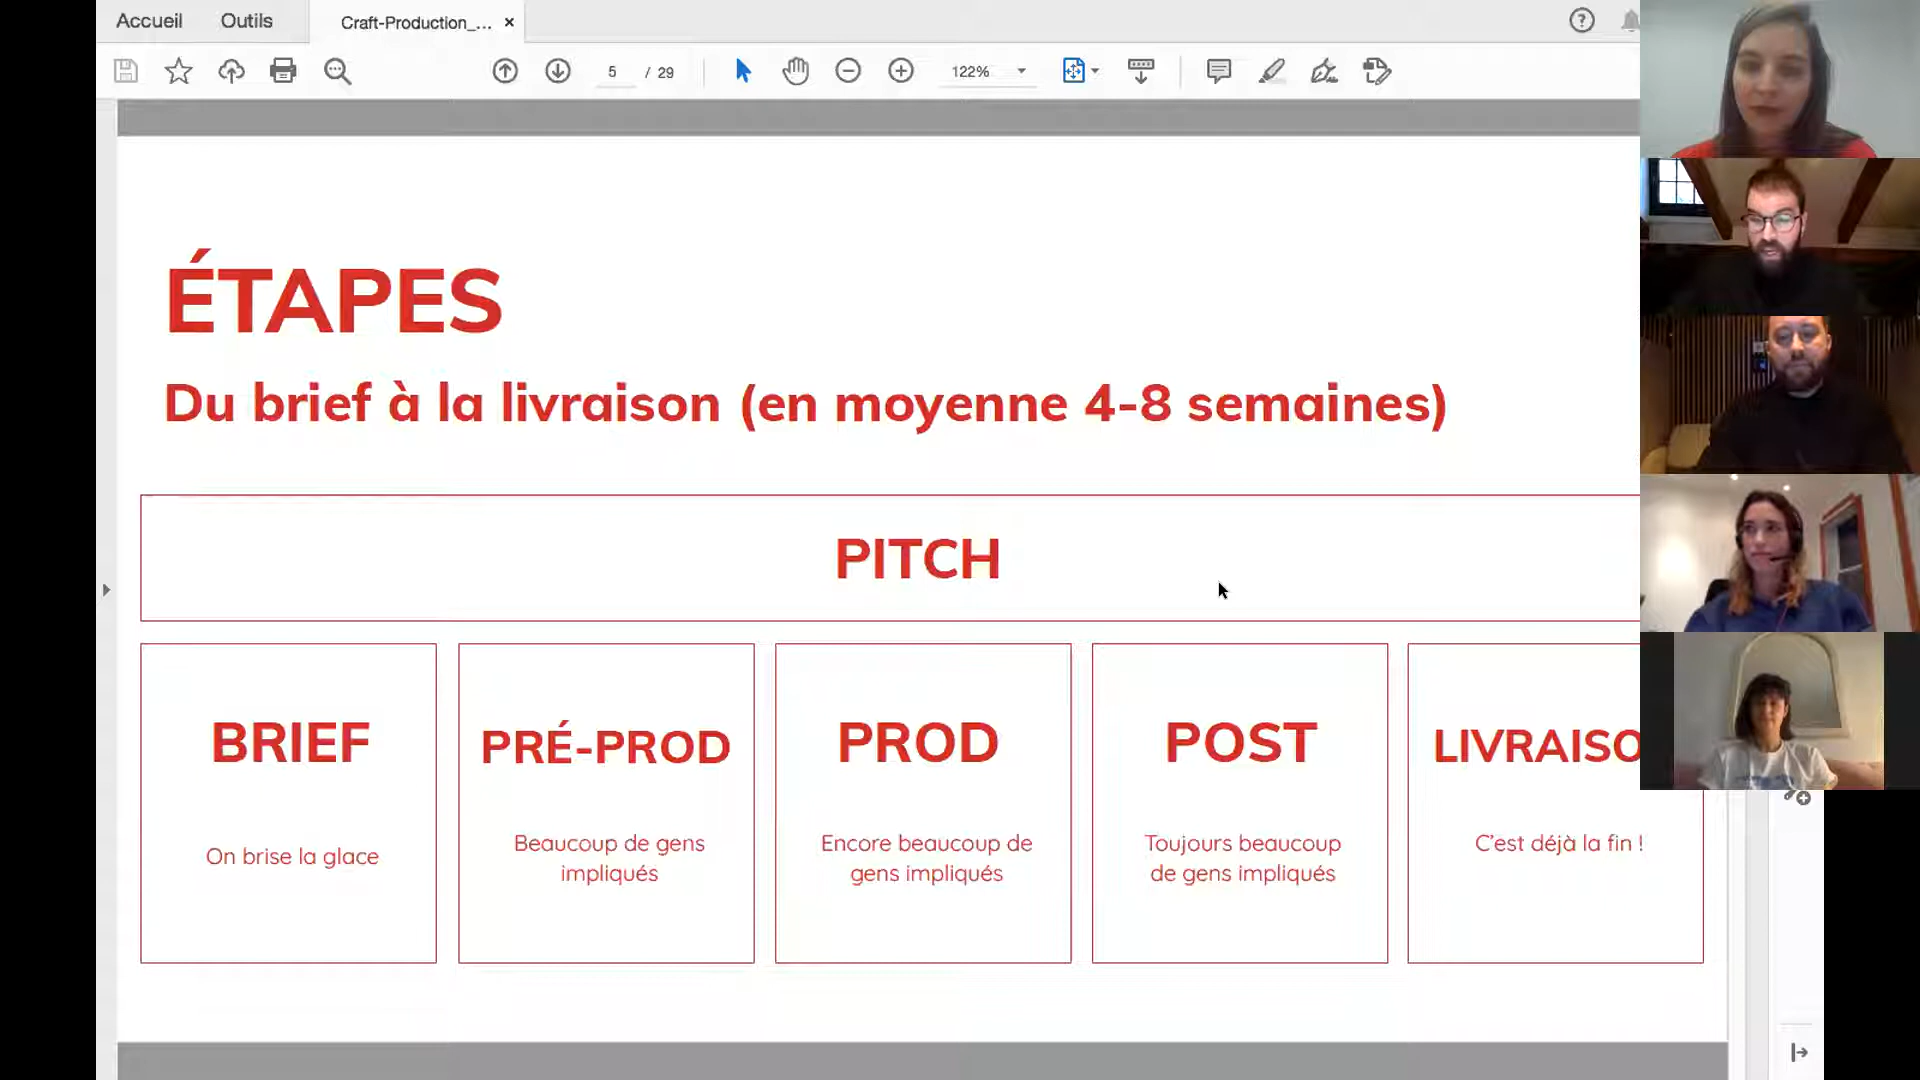 Accueil Outils Craft-Production_... ×
5 / 29 122%
ÉTAPES
Du brief à la livraison (en moyenne 4-8 semaines)
PITCH
BRIEF
On brise la glace
PRÉ-PROD
Beaucoup de gens
impliqués
PROD
Encore beaucoup de
gens impliqués
POST
Toujours beaucoup
de gens impliqués
LIVRAISO
C'est déjà la fin !